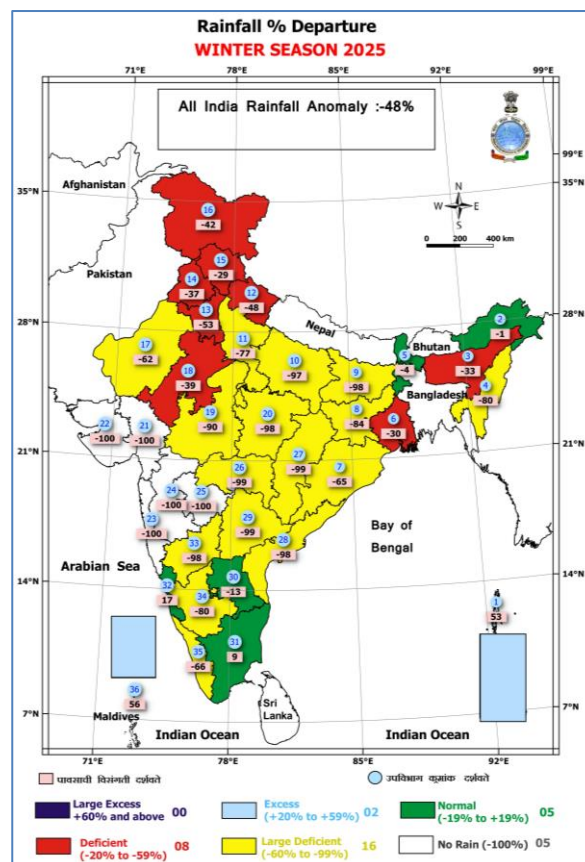 Rainfall % Departure
WINTER SEASON 2025
71°E 78°E 85°E 92°E 99°E
All India Rainfall Anomaly :-48%
99°E
35°N 35°N
Afghanistan
N
W E
S
0 200 400 km
16
-42
15
-29
Pakistan
14
-37
12
-48
13
-53
28°N 28°N
Nepal
2
-1
17
-62
11
-77
Bhutan
5
-4
3
-33
10
-97
9
-98
18
-39
4
-80
Bangladesh
8
-84
6
-30
19
-90
20
-98
22
-100
21
-100
21°N 21°N
27
-99
26
-99
7
-65
24
-100
25
-100
23
-100
29
-99
Bay of
Bengal
33
-98
28
-98
Arabian Sea
14°N 14°N
30
-13
32
17
34
-80
1
53
31
9
35
-66
36
56
Maldives
Sri
Lanka
7°N 7°N
Indian Ocean Indian Ocean
71°E 78°E 85°E 92°E
पावसाची विसंगती दर्शवते
उपविभाग क्रमांक दर्शवते
Large Excess
+60% and above 00
Excess
(+20% to +59%) 02
Normal
(-19% to +19%) 05
Deficient
(-20% to -59%) 08
Large Deficient
(-60% to -99%) 16
No Rain (-100%) 05